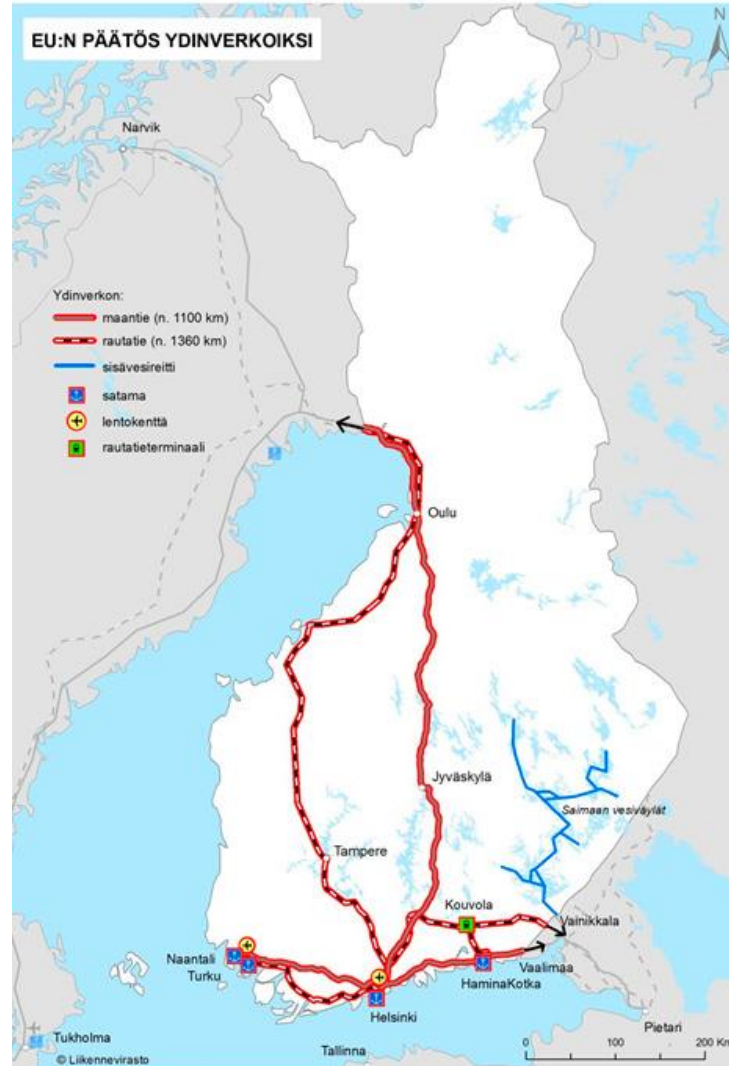 EU:N PÄÄTÖS YDINVERKOIKSI
N
Narvik
Ydinverkon:
maantie (n. 1100 km)
rautatie (n. 1360 km)
sisävesireitti
satama
lentokenttä
rautatieterminaali
Oulu
Jyväskylä
Saimaan vesiväylät
Tampere
Kouvola
Vainikkala
Naantali
Turku
Vaalimaa
HaminaKotka
Helsinki
Pietari
Tukholma
Tallinna
0 100 200 Km
© Liikennevirasto